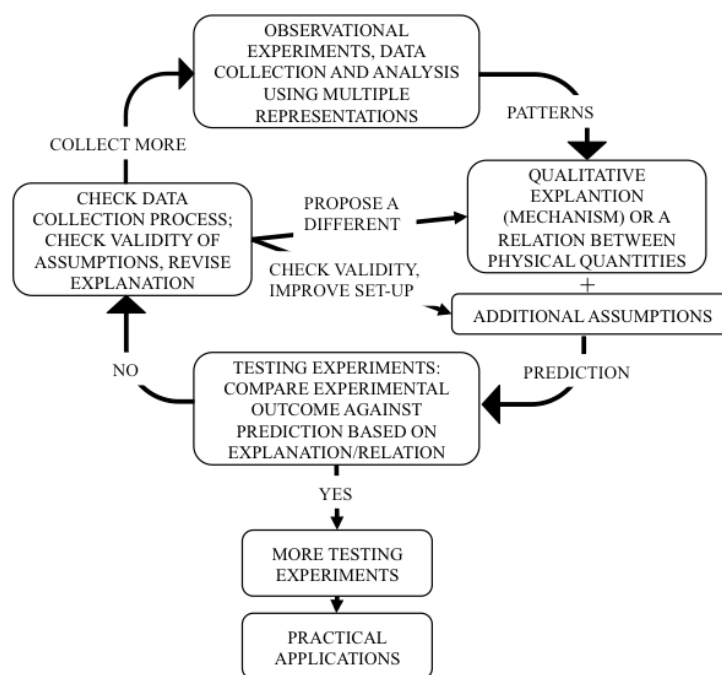 OBSERVATIONAL
EXPERIMENTS, DATA
COLLECTION AND ANALYSIS
USING MULTIPLE
REPRESENTATIONS
PATTERNS
COLLECT MORE
QUALITATIVE
EXPLANTION
(MECHANISM) OR A
RELATION BETWEEN
PHYSICAL QUANTITIES
+
ADDITIONAL ASSUMPTIONS
CHECK DATA
COLLECTION PROCESS;
CHECK VALIDITY OF
ASSUMPTIONS, REVISE
EXPLANATION
PROPOSE A
DIFFERENT
CHECK VALIDITY,
IMPROVE SET-UP
PREDICTION
TESTING EXPERIMENTS:
COMPARE EXPERIMENTAL
OUTCOME AGAINST
PREDICTION BASED ON
EXPLANATION/RELATION
NO
YES
MORE TESTING
EXPERIMENTS
PRACTICAL
APPLICATIONS